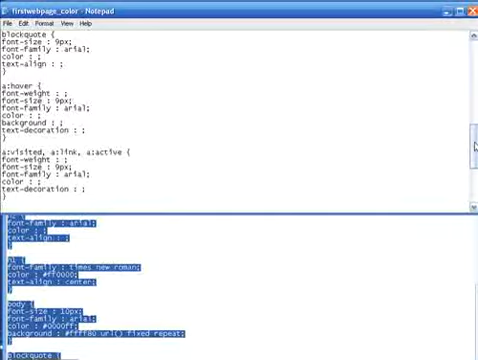 firstwebpage_color - Notepad
File Edit Format View Help
blockquote {
font-size : 9px;
font-family : arial;
color : ;
text-align : ;
}
a:hover {
font-weight : ;
font-size : 9px;
font-family : arial;
color : ;
background : ;
text-decoration : ;
}
a:visited, a:link, a:active {
font-weight : ;
font-size : 9px;
font-family : arial;
color : ;
text-decoration : ;
}
font-family : arial;
color : ;
text-align : ;
}
h1 {
font-family : times new roman;
color : #ff0000;
text-align : center;
}
body {
font-size : 10px;
font-family : arial;
color : #0000ff;
background : #ffff80 url() fixed repeat;
}
blockquote {